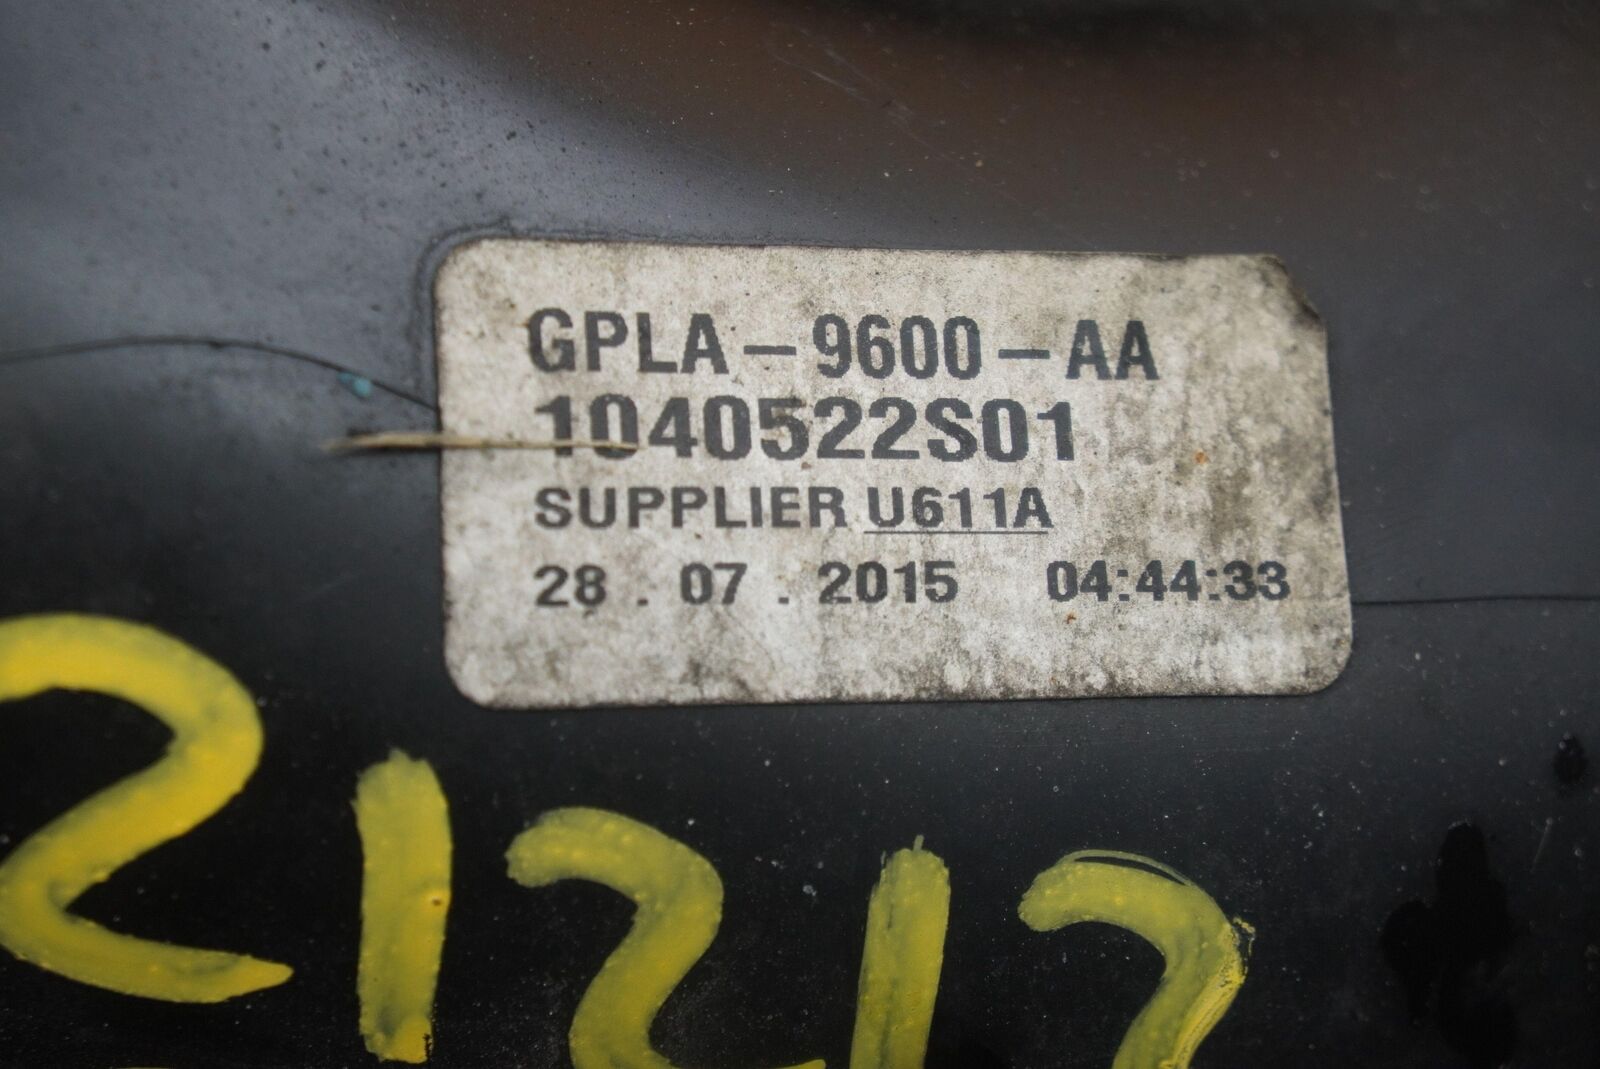 GPLA-9600-AA
1040522S01
SUPPLIER U611A
28.07.2015 04:44:33
21212